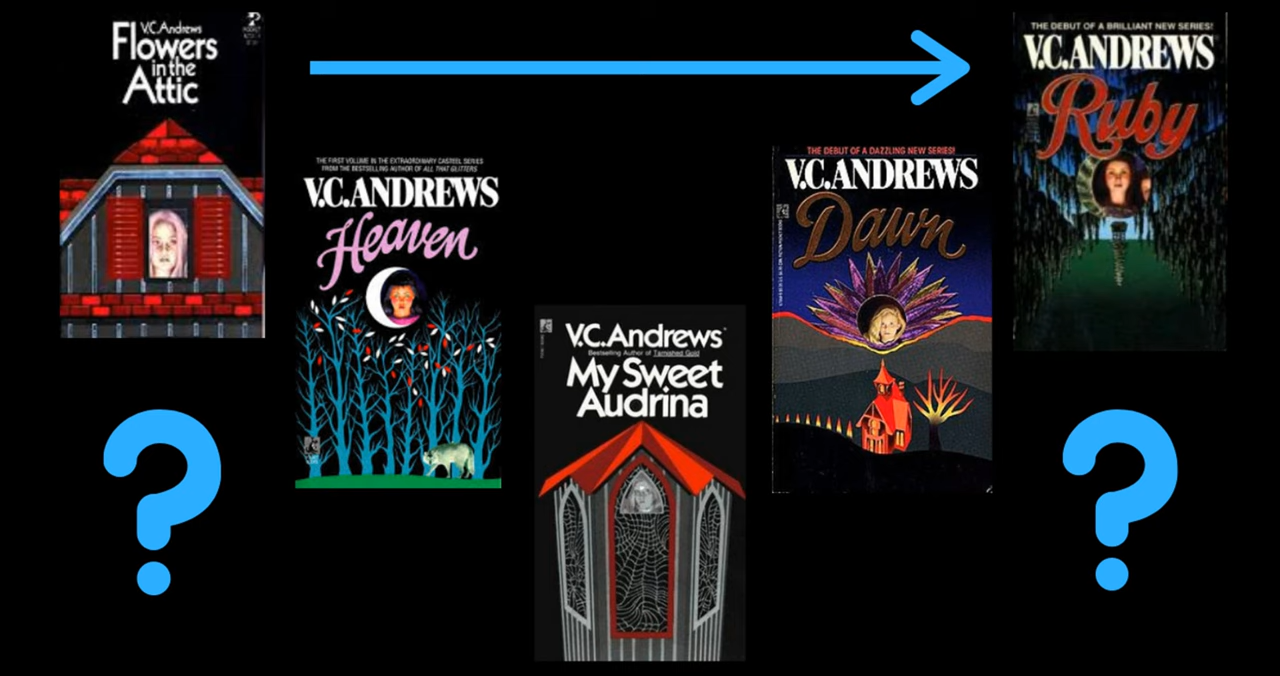 V.C.Andrews
Flowers
in the
Attic
THE FIRST VOLUME IN THE EXTRAORDINARY CASTEEL SERIES
FROM THE BESTSELLING AUTHOR OF ALL THAT GLITTERS
V.C.ANDREWS
Heaven
V.C.Andrews
Bestselling Author of Tarnished Gold
My Sweet
Audrina
THE DEBUT OF A DAZZLING NEW SERIES!
V.C.ANDREWS
Dawn
THE DEBUT OF A BRILLIANT NEW SERIES!
V.C.ANDREWS
Ruby
?
?